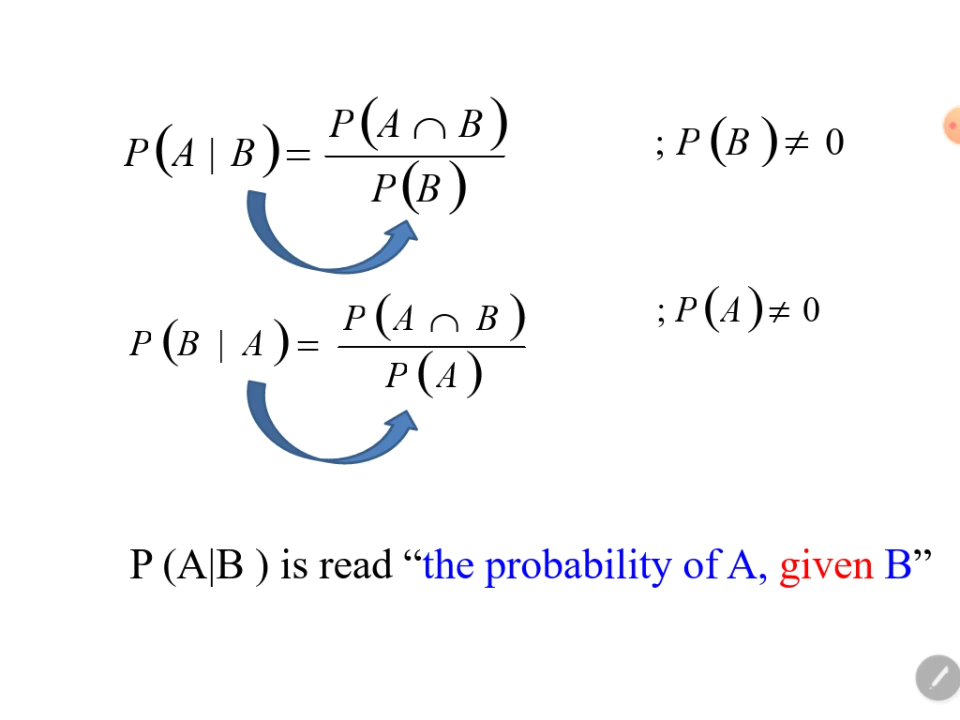 P(A | B) = P(A ∩ B) / P(B) ; P(B) ≠ 0
P(B | A) = P(A ∩ B) / P(A) ; P(A) ≠ 0
P (A|B ) is read “the probability of A, given B”